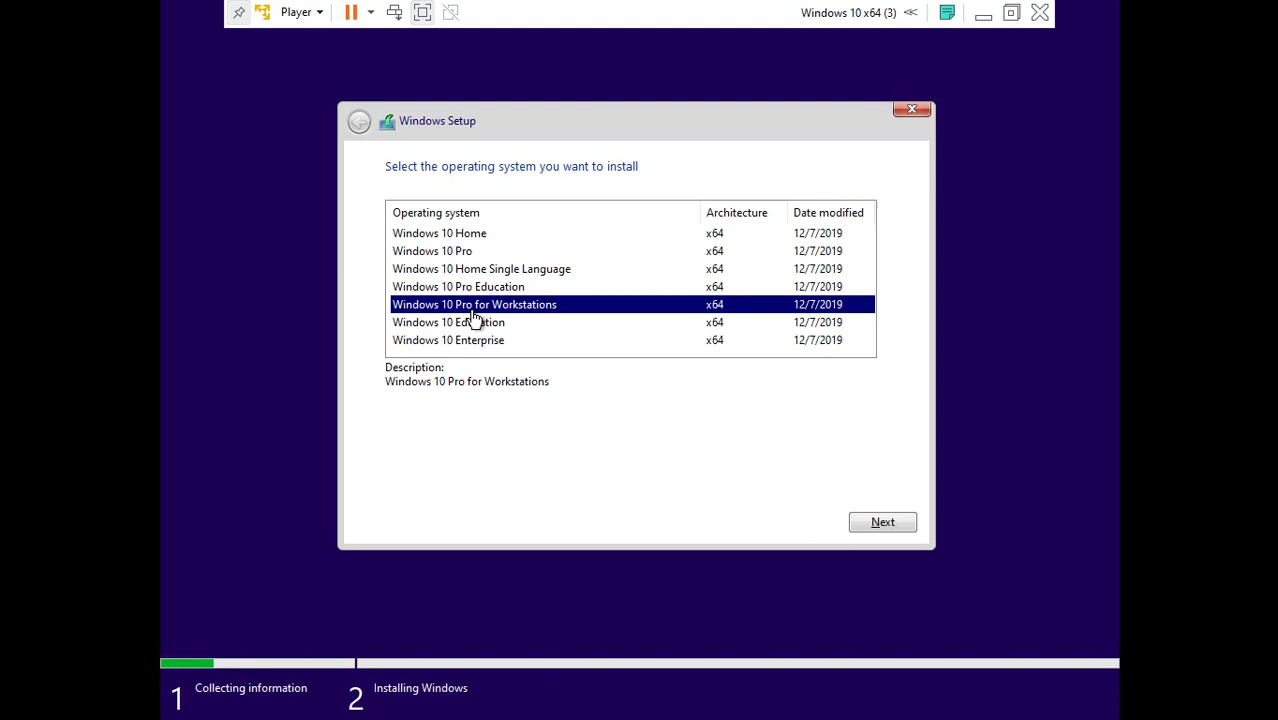 Player Windows 10 x64 (3)
Windows Setup
Select the operating system you want to install
Operating system Architecture Date modified
Windows 10 Home x64 12/7/2019
Windows 10 Pro x64 12/7/2019
Windows 10 Home Single Language x64 12/7/2019
Windows 10 Pro Education x64 12/7/2019
Windows 10 Pro for Workstations x64 12/7/2019
Windows 10 Education x64 12/7/2019
Windows 10 Enterprise x64 12/7/2019
Description:
Windows 10 Pro for Workstations
Next
1 Collecting information 2 Installing Windows